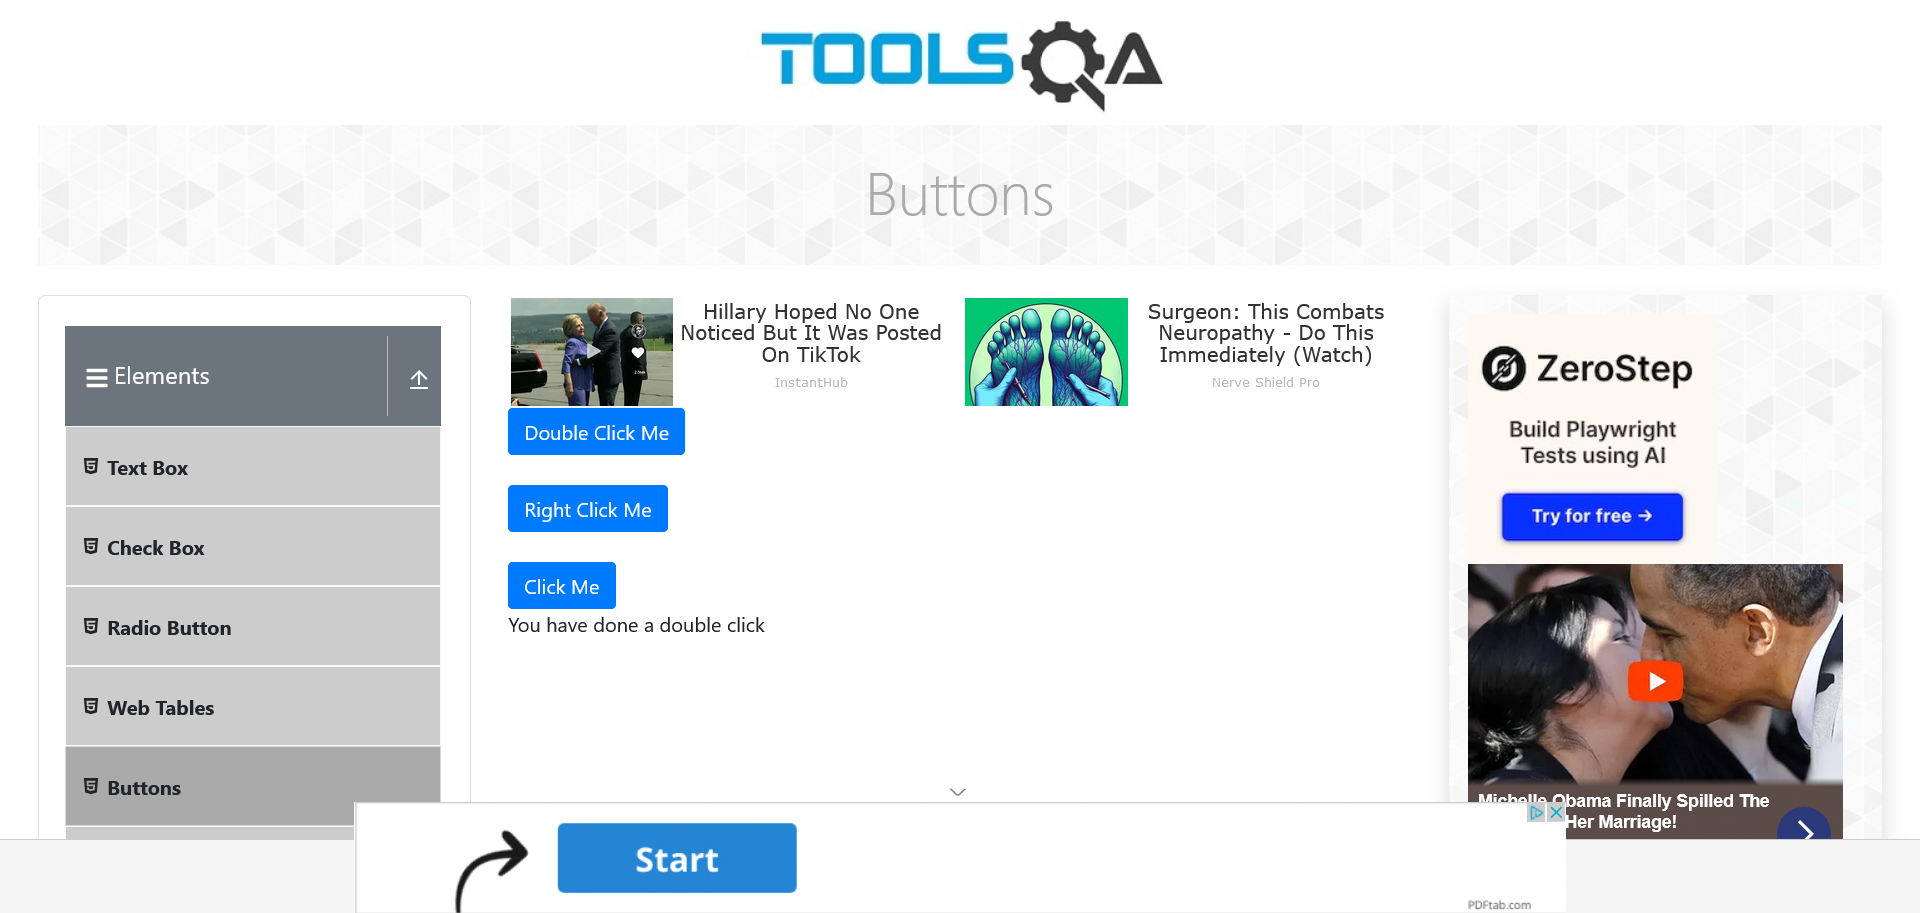 TOOLSQA
Buttons
Elements
Text Box
Check Box
Radio Button
Web Tables
Buttons
Hillary Hoped No One
Noticed But It Was Posted
On TikTok
InstantHub
Surgeon: This Combats
Neuropathy - Do This
Immediately (Watch)
Nerve Shield Pro
Double Click Me
Right Click Me
Click Me
You have done a double click
ZeroStep
Build Playwright
Tests using AI
Try for free →
Michelle Obama Finally Spilled The
Her Marriage!
Start
PDFtab.com